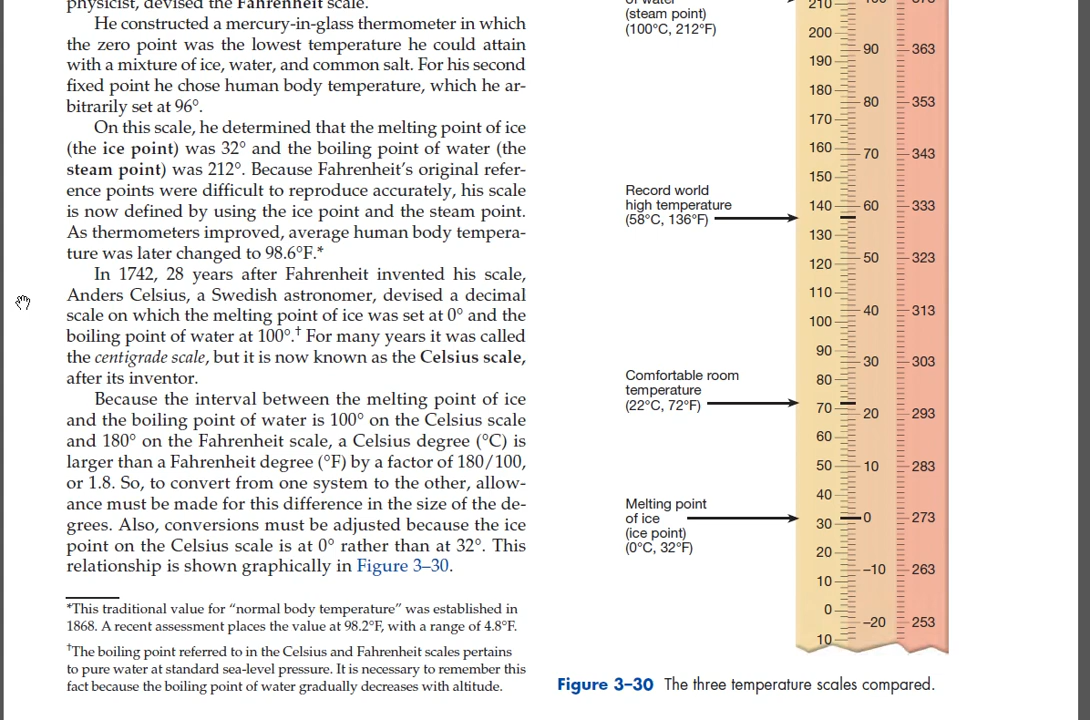 physicist, devised the Fahrenheit scale.
He constructed a mercury-in-glass thermometer in which
the zero point was the lowest temperature he could attain
with a mixture of ice, water, and common salt. For his second
fixed point he chose human body temperature, which he ar-
bitrarily set at 96°.
On this scale, he determined that the melting point of ice
(the ice point) was 32° and the boiling point of water (the
steam point) was 212°. Because Fahrenheit's original refer-
ence points were difficult to reproduce accurately, his scale
is now defined by using the ice point and the steam point.
As thermometers improved, average human body tempera-
ture was later changed to 98.6°F.*
In 1742, 28 years after Fahrenheit invented his scale,
Anders Celsius, a Swedish astronomer, devised a decimal
scale on which the melting point of ice was set at 0° and the
boiling point of water at 100°.† For many years it was called
the centigrade scale, but it is now known as the Celsius scale,
after its inventor.
Because the interval between the melting point of ice
and the boiling point of water is 100° on the Celsius scale
and 180° on the Fahrenheit scale, a Celsius degree (°C) is
larger than a Fahrenheit degree (°F) by a factor of 180/100,
or 1.8. So, to convert from one system to the other, allow-
ance must be made for this difference in the size of the de-
grees. Also, conversions must be adjusted because the ice
point on the Celsius scale is at 0° rather than at 32°. This
relationship is shown graphically in Figure 3–30.
*This traditional value for "normal body temperature" was established in
1868. A recent assessment places the value at 98.2°F, with a range of 4.8°F.
†The boiling point referred to in the Celsius and Fahrenheit scales pertains
to pure water at standard sea-level pressure. It is necessary to remember this
fact because the boiling point of water gradually decreases with altitude.
of water
(steam point)
(100°C, 212°F)
Record world
high temperature
(58°C, 136°F)
Comfortable room
temperature
(22°C, 72°F)
Melting point
of ice
(ice point)
(0°C, 32°F)
210
200
190
180
170
160
150
140
130
120
110
100
90
80
70
60
50
40
30
20
10
0
10
100
90
80
70
60
50
40
30
20
10
0
–10
–20
373
363
353
343
333
323
313
303
293
283
273
263
253
Figure 3–30 The three temperature scales compared.